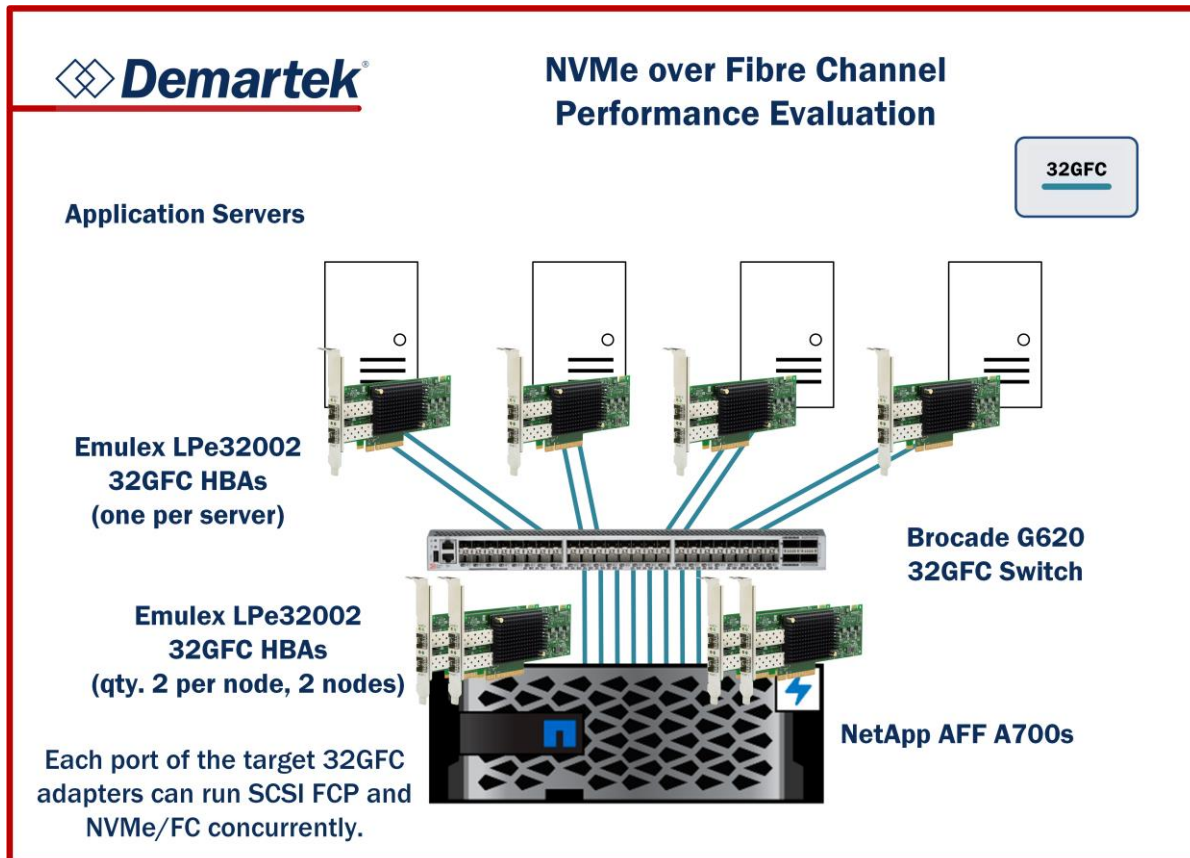 Demartek®
NVMe over Fibre Channel
Performance Evaluation
32GFC
Application Servers
Emulex LPe32002
32GFC HBAs
(one per server)
Brocade G620
32GFC Switch
Emulex LPe32002
32GFC HBAs
(qty. 2 per node, 2 nodes)
NetApp AFF A700s
Each port of the target 32GFC
adapters can run SCSI FCP and
NVMe/FC concurrently.